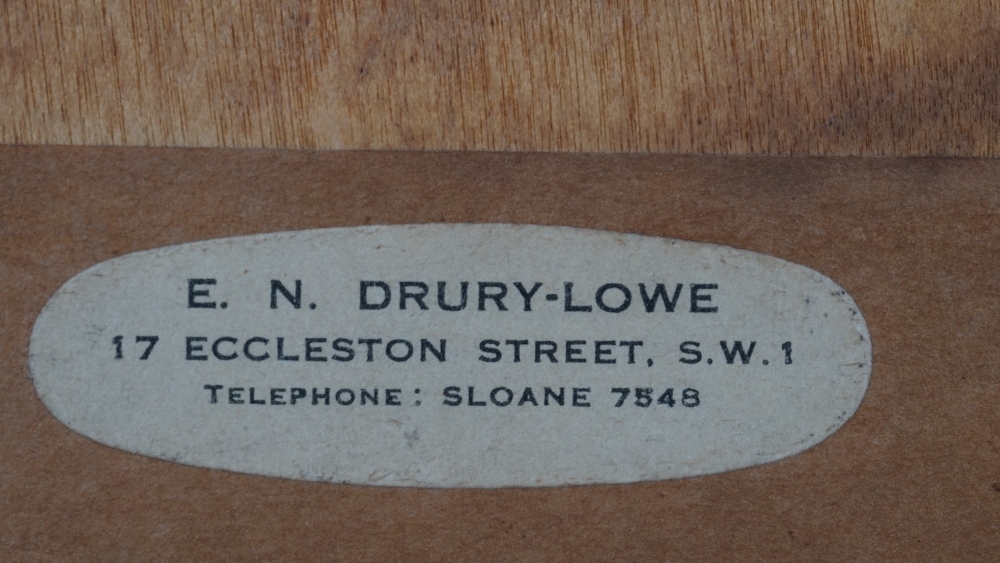 E. N. DRURY-LOWE
17 ECCLESTON STREET, S.W.1
TELEPHONE: SLOANE 7548